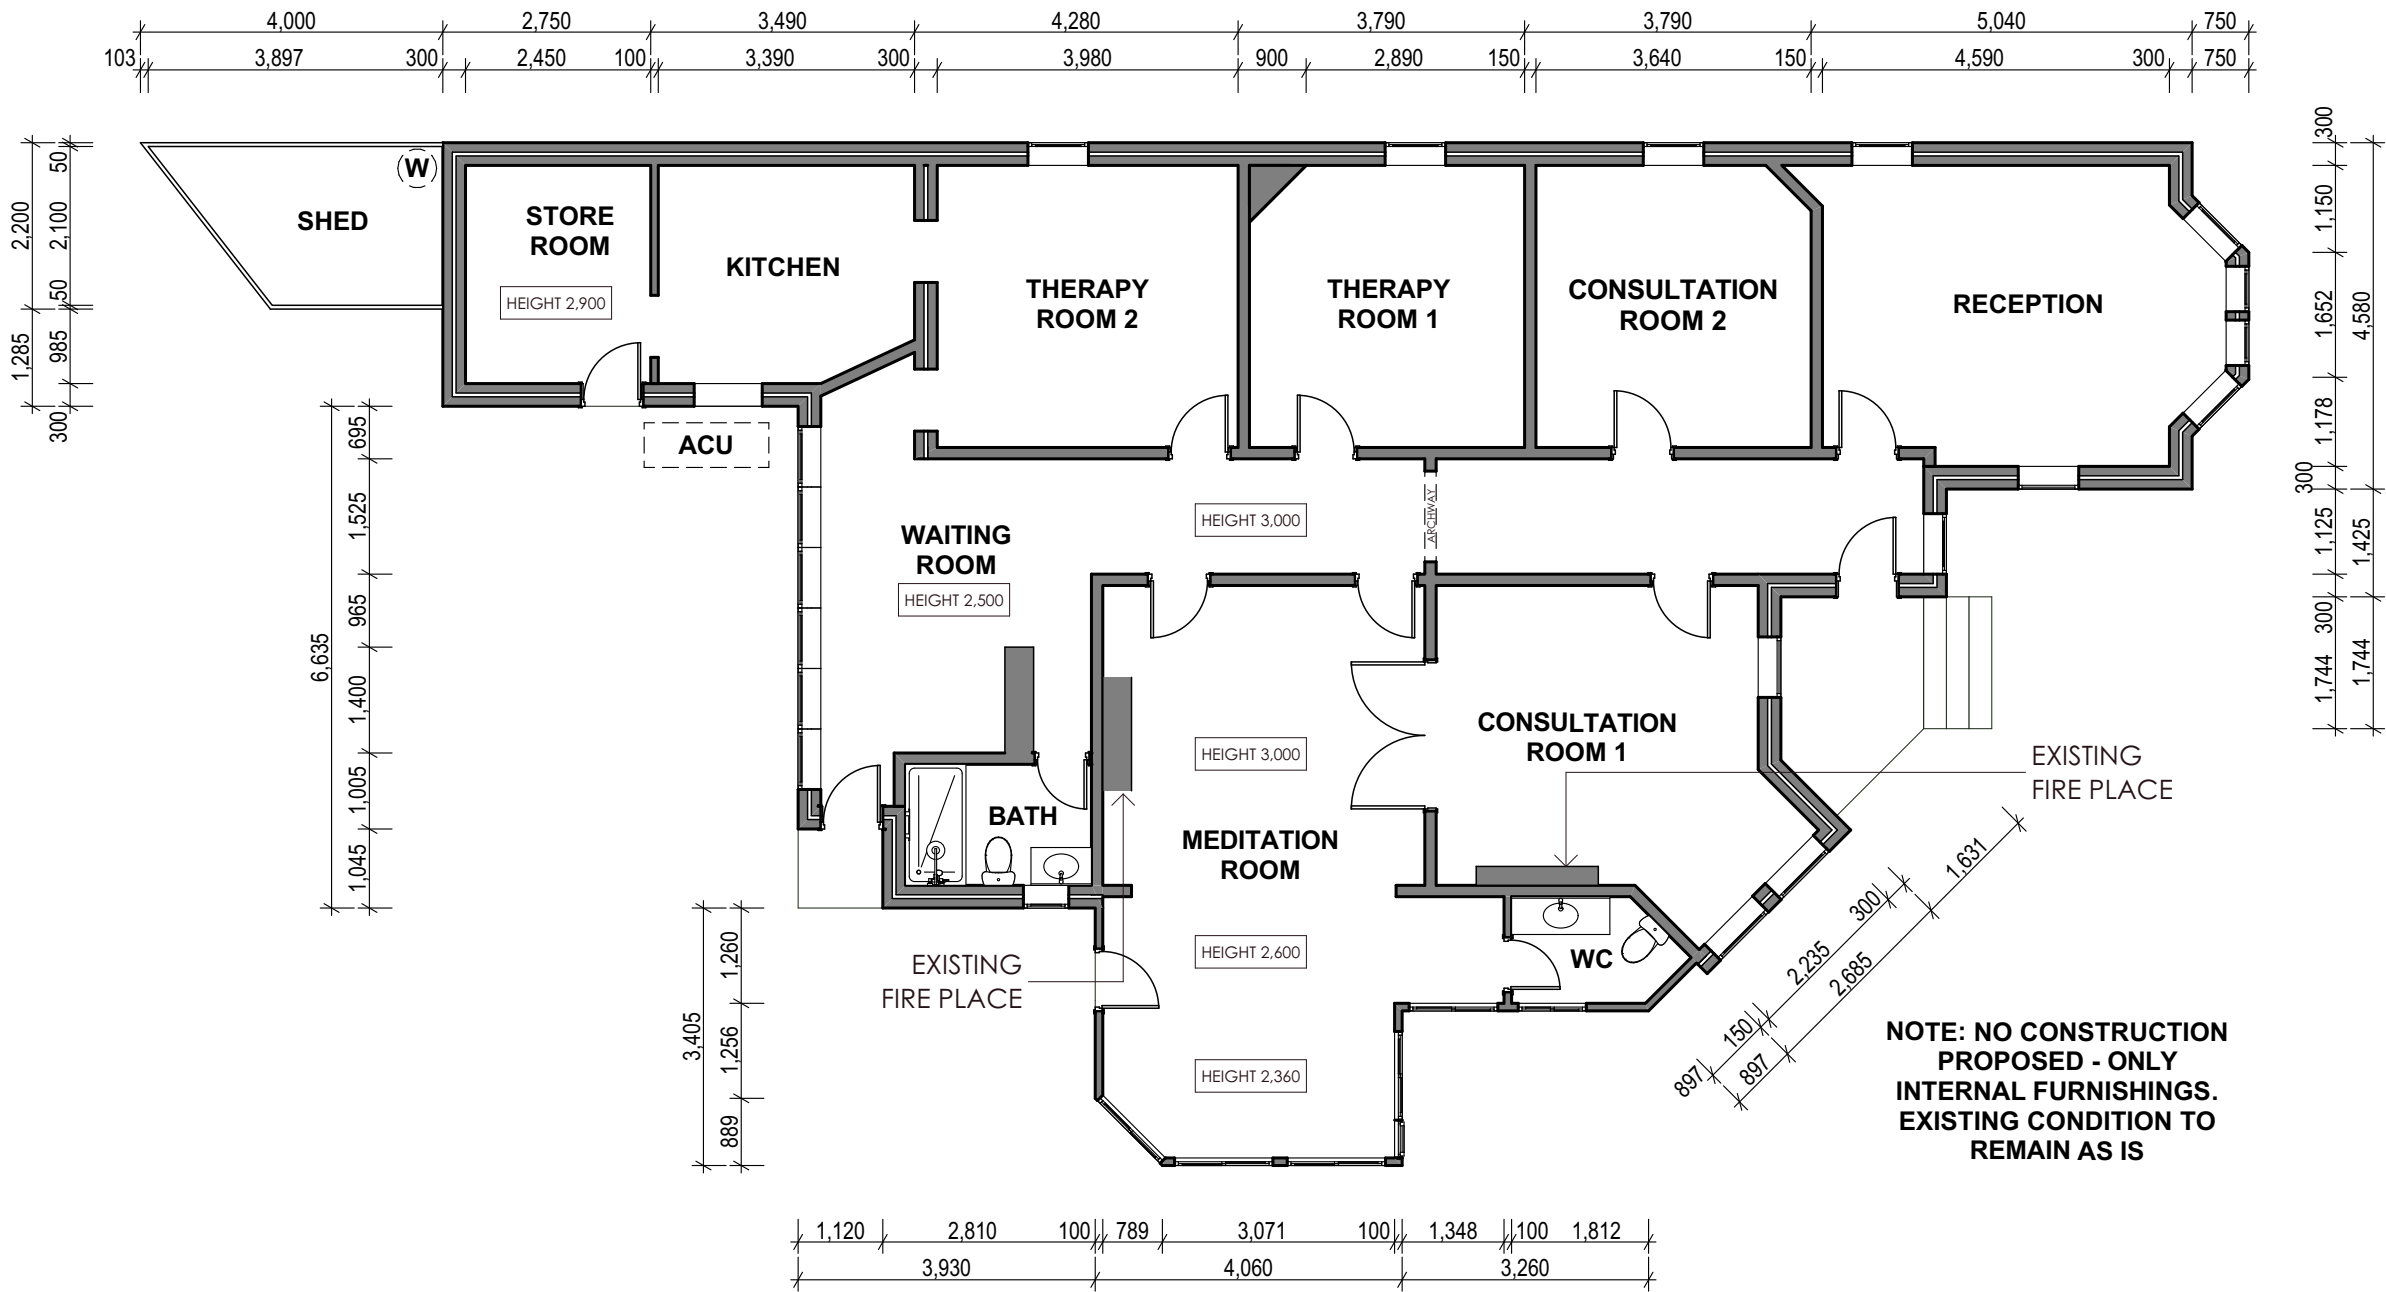 4,000 2,750 3,490 4,280 3,790 3,790 5,040 750
103 3,897 300 2,450 100 3,390 300 3,980 900 2,890 150 3,640 150 4,590 300 750
2,200
1,285
50
2,100
50
985
300
300
1,150
1,652
1,178
300
1,125
300
1,744
4,580
1,425
1,744
W
SHED
STORE
ROOM
HEIGHT 2,900
KITCHEN
THERAPY
ROOM 2
THERAPY
ROOM 1
CONSULTATION
ROOM 2
RECEPTION
ACU
6,635
695
1,525
965
1,400
1,005
1,045
WAITING
ROOM
HEIGHT 2,500
HEIGHT 3,000
ARCHWAY
HEIGHT 3,000
CONSULTATION
ROOM 1
EXISTING
FIRE PLACE
BATH
MEDITATION
ROOM
HEIGHT 2,600
WC
EXISTING
FIRE PLACE
HEIGHT 2,360
3,405
1,260
1,256
889
1,631
300
2,235
2,685
150
897
897
NOTE: NO CONSTRUCTION
PROPOSED - ONLY
INTERNAL FURNISHINGS.
EXISTING CONDITION TO
REMAIN AS IS
1,120 2,810 100 789 3,071 100 1,348 100 1,812
3,930 4,060 3,260